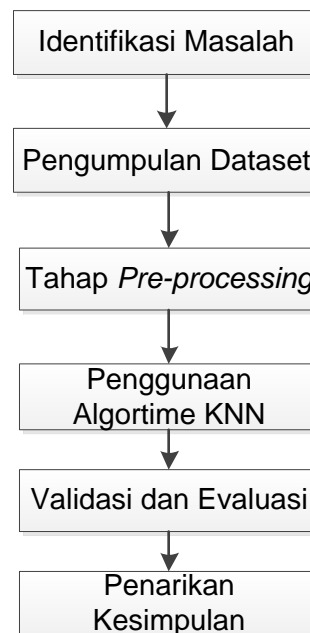 Identifikasi Masalah
Pengumpulan Dataset
Tahap Pre-processing
Penggunaan
Algortime KNN
Validasi dan Evaluasi
Penarikan
Kesimpulan